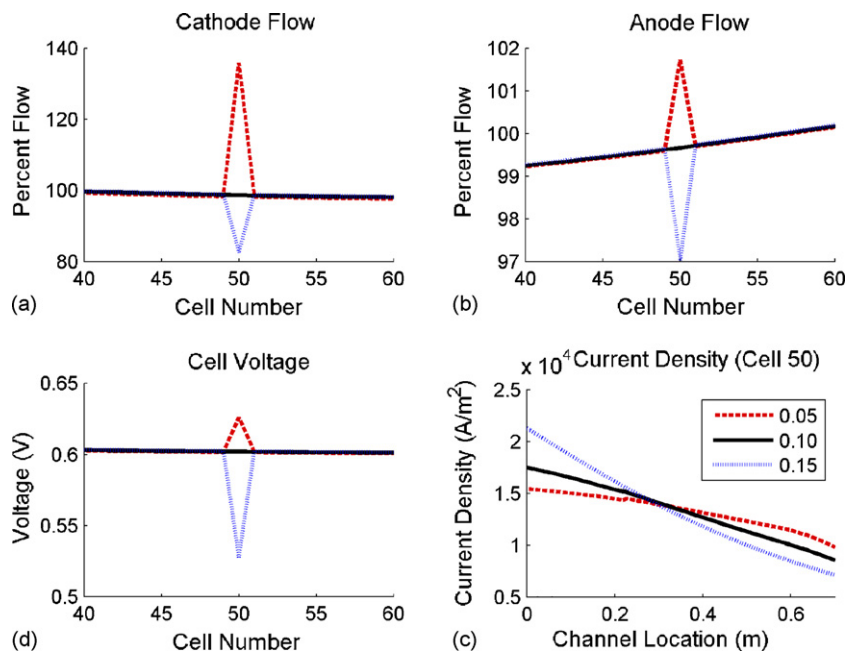 Cathode Flow
140
120
100
80
40
45
50
55
60
Percent Flow
Cell Number
(a)
Anode Flow
102
101
100
99
98
97
40
45
50
55
60
Percent Flow
Cell Number
(b)
Cell Voltage
0.65
0.6
0.55
0.5
40
45
50
55
60
Voltage (V)
Cell Number
(d)
x 10⁴ Current Density (Cell 50)
2.5
2
1.5
1
0.5
0
0.2
0.4
0.6
Current Density (A/m²)
Channel Location (m)
0.05
0.10
0.15
(c)